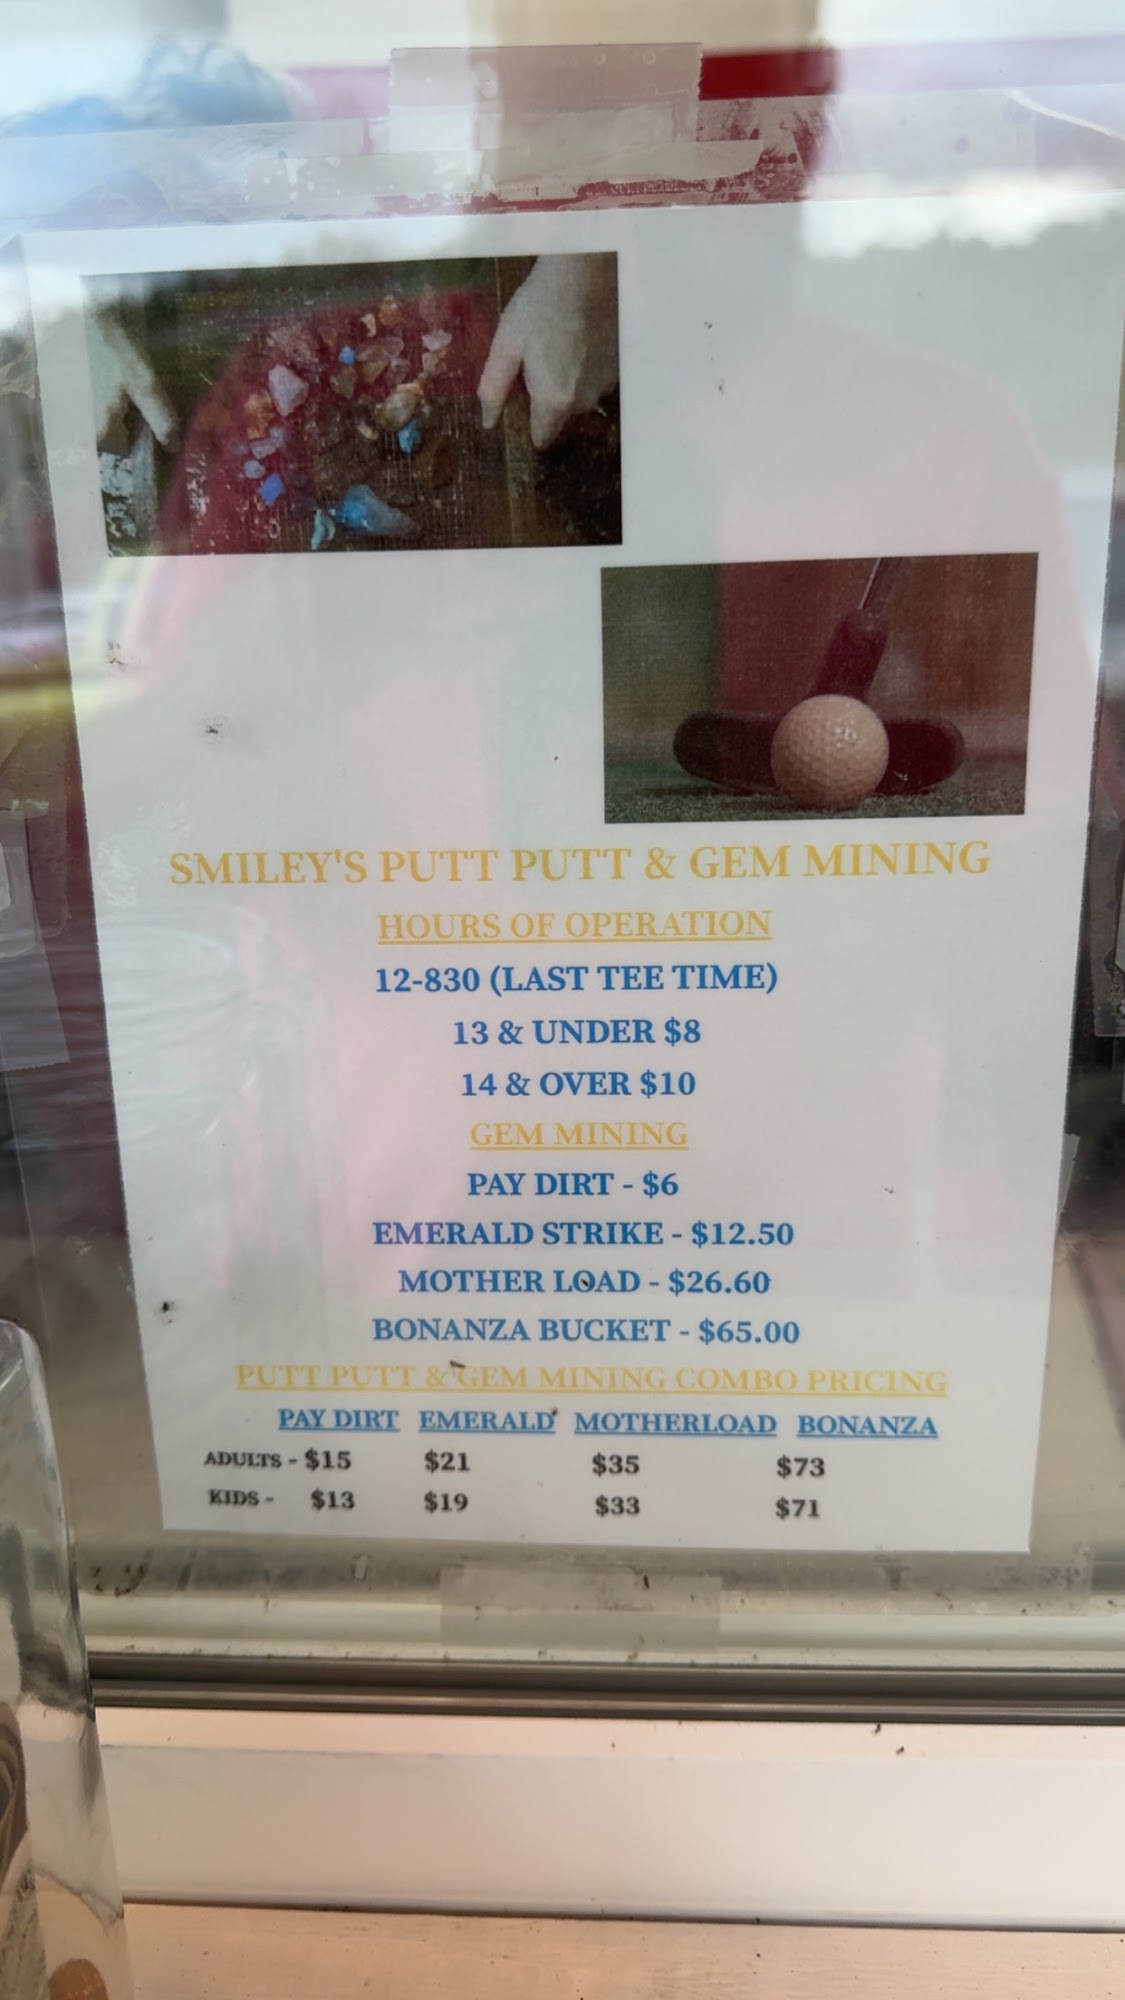 SMILEY'S PUTT PUTT & GEM MINING
HOURS OF OPERATION
12-830 (LAST TEE TIME)
13 & UNDER $8
14 & OVER $10
GEM MINING
PAY DIRT - $6
EMERALD STRIKE - $12.50
MOTHER LOAD - $26.60
BONANZA BUCKET - $65.00
PUTT PUTT & GEM MINING COMBO PRICING
PAY DIRT EMERALD MOTHERLOAD BONANZA
ADULTS - $15 $21 $35 $73
KIDS - $13 $19 $33 $71